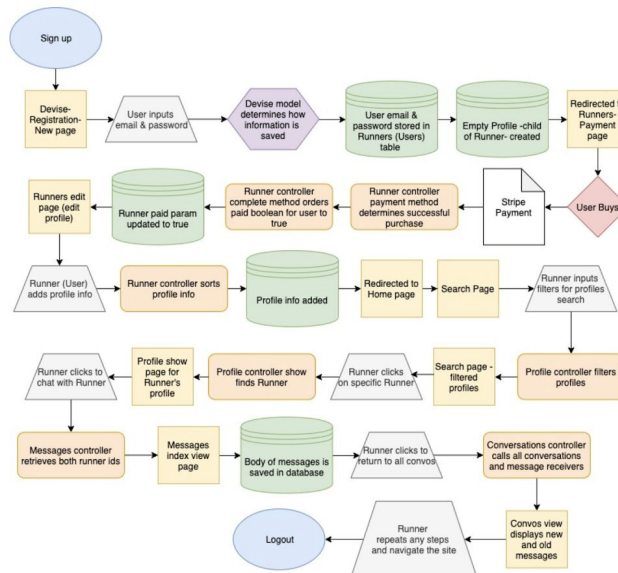 Sign up
Devise-
Registration-
New page
User inputs
email & password
Devise model
determines how
information is
saved
User email &
password stored in
Runners (Users)
table
Empty Profile -child
of Runner- created
Redirected to
Runners-
Payment
page
Runners edit
page (edit
profile)
Runner paid param
updated to true
Runner controller
complete method orders
paid boolean for user to
true
Runner controller
payment method
determines successful
purchase
Stripe
Payment
User Buys
Runner (User)
adds profile info
Runner controller sorts
profile info
Profile info added
Redirected to
Home page
Search Page
Runner inputs
filters for profiles
search
Runner clicks to
chat with Runner
Profile show
page for
Runner's
profile
Profile controller show
finds Runner
Runner clicks
on specific Runner
Search page -
filtered
profiles
Profile controller filters
profiles
Messages controller
retrieves both runner ids
Messages
index view
page
Body of messages is
saved in database
Runner clicks to
return to all convos
Conversations controller
calls all conversations
and message receivers
Logout
Runner
repeats any steps
and navigate the site
Convos view
displays new
and old
messages